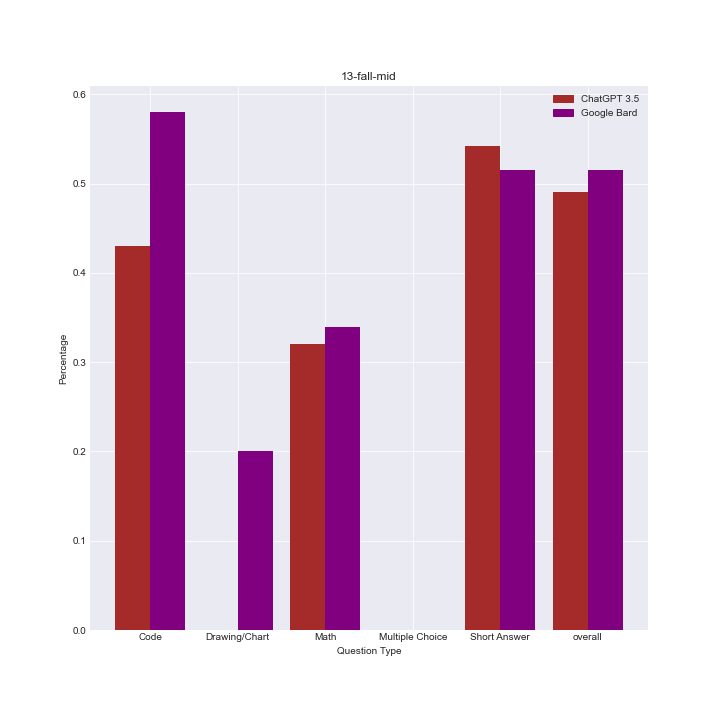 13-fall-mid
ChatGPT 3.5
Google Bard
0.6
0.5
0.4
0.3
0.2
0.1
0.0
Percentage
Code Drawing/Chart Math Multiple Choice Short Answer overall
Question Type